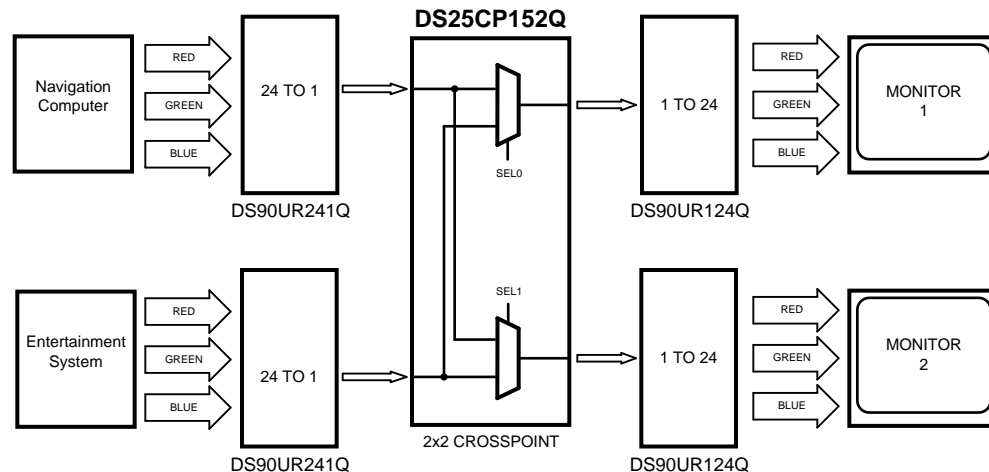 DS25CP152Q
Navigation
Computer
RED
GREEN
BLUE
24 TO 1
DS90UR241Q
SEL0
1 TO 24
DS90UR124Q
RED
GREEN
BLUE
MONITOR
1
Entertainment
System
RED
GREEN
BLUE
24 TO 1
DS90UR241Q
SEL1
2x2 CROSSPOINT
1 TO 24
DS90UR124Q
RED
GREEN
BLUE
MONITOR
2